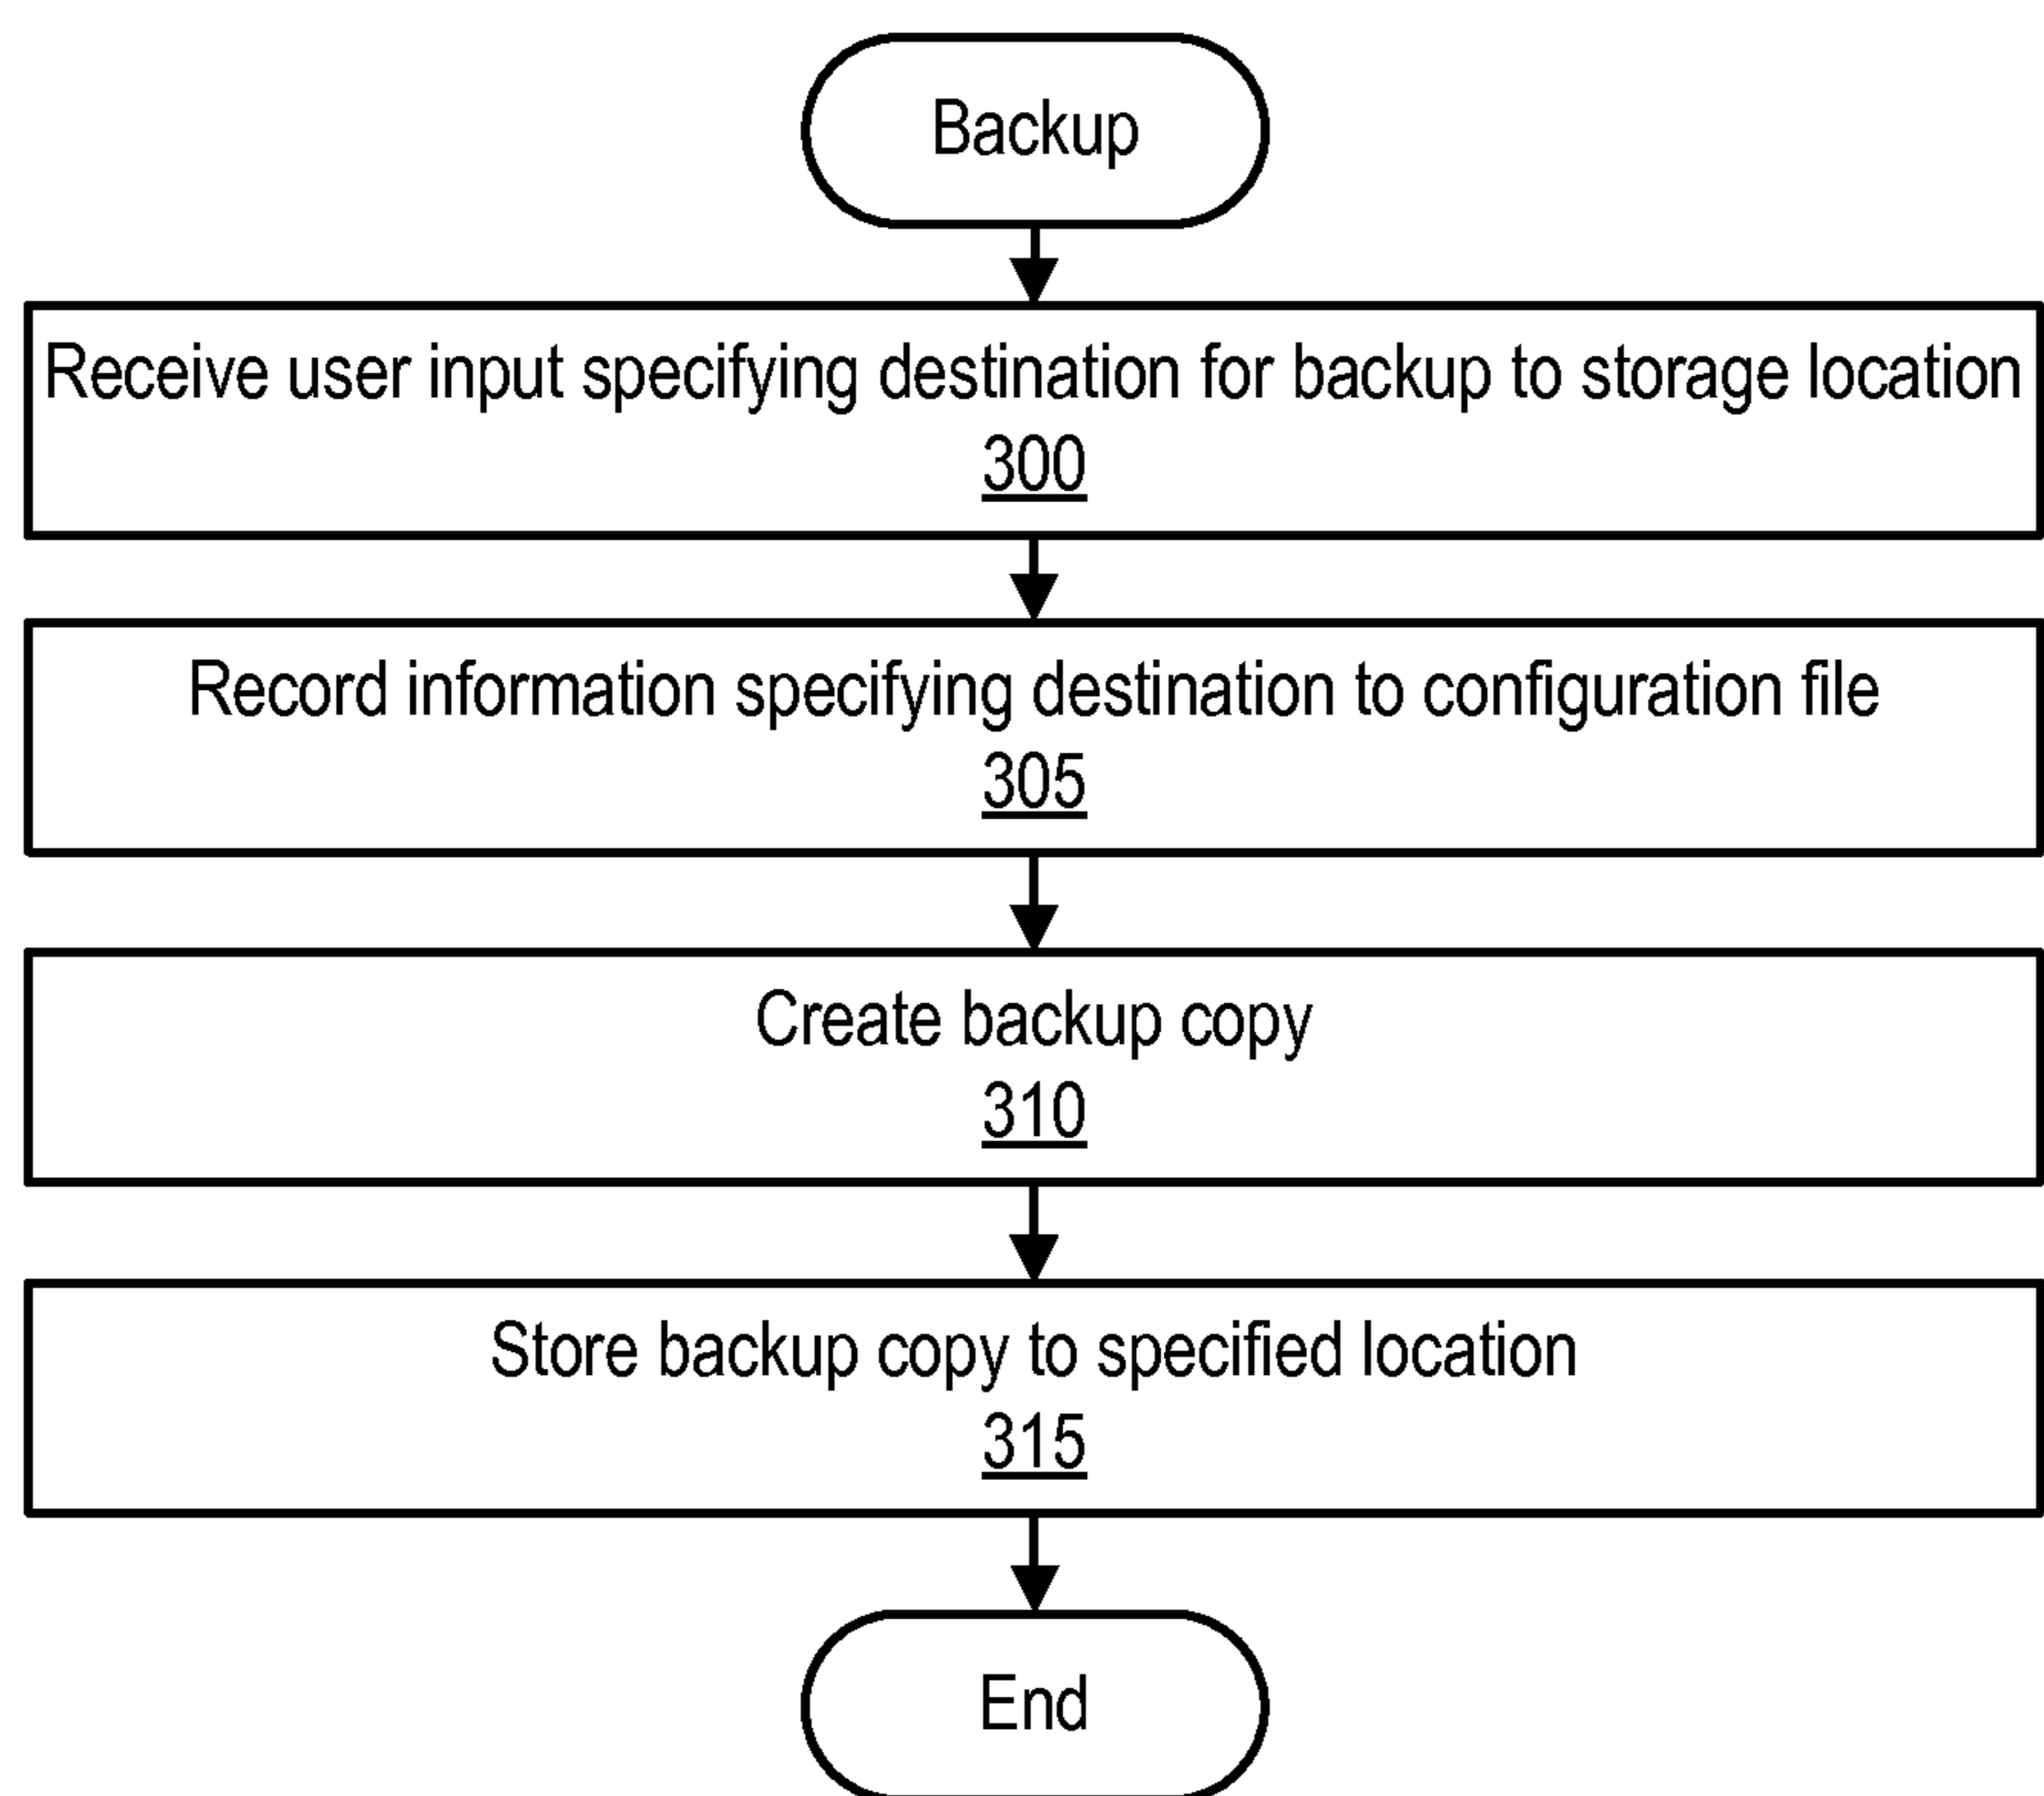 Backup
Receive user input specifying destination for backup to storage location
300
Record information specifying destination to configuration file
305
Create backup copy
310
Store backup copy to specified location
315
End